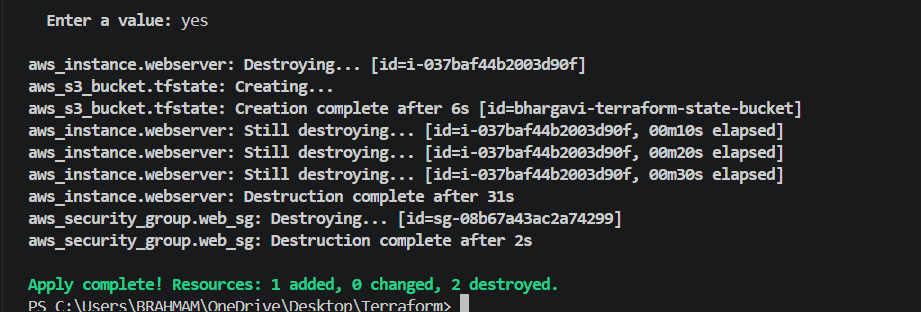 Enter a value: yes
aws_instance.webserver: Destroying... [id=i-037baf44b2003d90f]
aws_s3_bucket.tfstate: Creating...
aws_s3_bucket.tfstate: Creation complete after 6s [id=bhargavi-terraform-state-bucket]
aws_instance.webserver: Still destroying... [id=i-037baf44b2003d90f, 00m10s elapsed]
aws_instance.webserver: Still destroying... [id=i-037baf44b2003d90f, 00m20s elapsed]
aws_instance.webserver: Still destroying... [id=i-037baf44b2003d90f, 00m30s elapsed]
aws_instance.webserver: Destruction complete after 31s
aws_security_group.web_sg: Destroying... [id=sg-08b67a43ac2a74299]
aws_security_group.web_sg: Destruction complete after 2s
Apply complete! Resources: 1 added, 0 changed, 2 destroyed.
PS C:\Users\BRAHMAM\OneDrive\Desktop\Terraform>